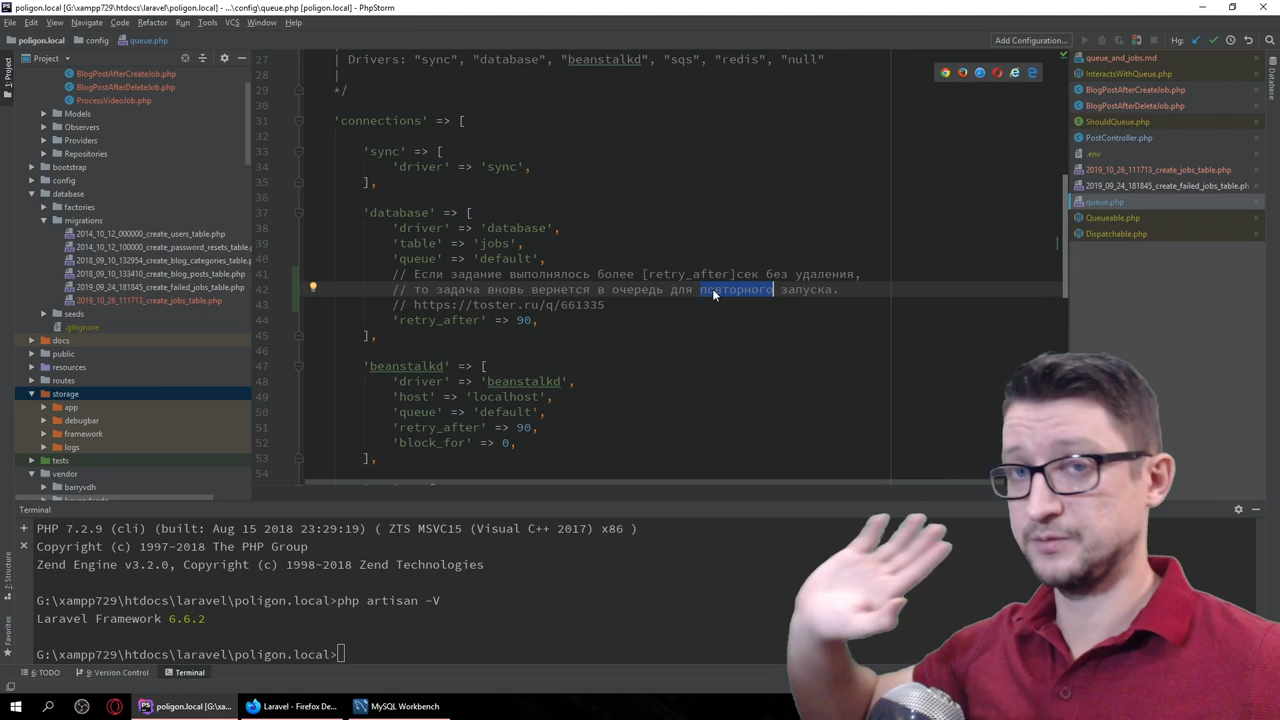 poligon.local [G:\xampp729\htdocs\laravel\poligon.local] - ...\config\queue.php [poligon.local] - PhpStorm
File Edit View Navigate Code Refactor Run Tools VCS Window Help
poligon.local config queue.php
Add Configuration...
Hg:
Project
1: Project
BlogPostAfterCreateJob.php
BlogPostAfterDeleteJob.php
ProcessVideoJob.php
Models
Observers
Providers
Repositories
bootstrap
config
database
factories
migrations
2014_10_12_000000_create_users_table.php
2014_10_12_100000_create_password_resets_table.
2018_09_10_133410_create_blog_categories_table.
2018_09_10_134100_create_blog_posts_table.php
2019_10_26_111713_create_jobs_table.php
seeds
.gitignore
docs
public
resources
routes
storage
app
debugbar
framework
logs
tests
vendor
barryvdh
27 | Drivers: "sync", "database", "beanstalkd", "sqs", "redis", "null"
28 |
29 */
30
31 'connections' => [
32
33 'sync' => [
34 'driver' => 'sync',
35 ],
36
37 'database' => [
38 'driver' => 'database',
39 'table' => 'jobs',
40 'queue' => 'default',
41 // Если задание выполнялось более [retry_after]сек без удаления,
42 // то задача вновь вернется в очередь для повторного запуска.
43 // https://toster.ru/q/661335
44 'retry_after' => 90,
45 ],
46
47 'beanstalkd' => [
48 'driver' => 'beanstalkd',
49 'host' => 'localhost',
50 'queue' => 'default',
51 'retry_after' => 90,
52 'block_for' => 0,
53 ],
54
queue_and_jobs.md
InteractsWithQueue.php
BlogPostAfterCreateJob.php
BlogPostAfterDeleteJob.php
ShouldQueue.php
PostController.php
.env
2019_10_26_111713_create_jobs_table.php
2019_09_24_181845_create_failed_jobs_table.ph
queue.php
Queueable.php
Dispatchable.php
Database
Terminal
PHP 7.2.9 (cli) (built: Aug 15 2018 23:29:19) ( ZTS MSVC15 (Visual C++ 2017) x86 )
Copyright (c) 1997-2018 The PHP Group
Zend Engine v3.2.0, Copyright (c) 1998-2018 Zend Technologies
G:\xampp729\htdocs\laravel\poligon.local>php artisan -V
Laravel Framework 6.6.2
G:\xampp729\htdocs\laravel\poligon.local>
7: Structure
Favorites
6: TODO 9: Version Control Terminal
poligon.local [G:\xa... Laravel - Firefox De... MySQL Workbench